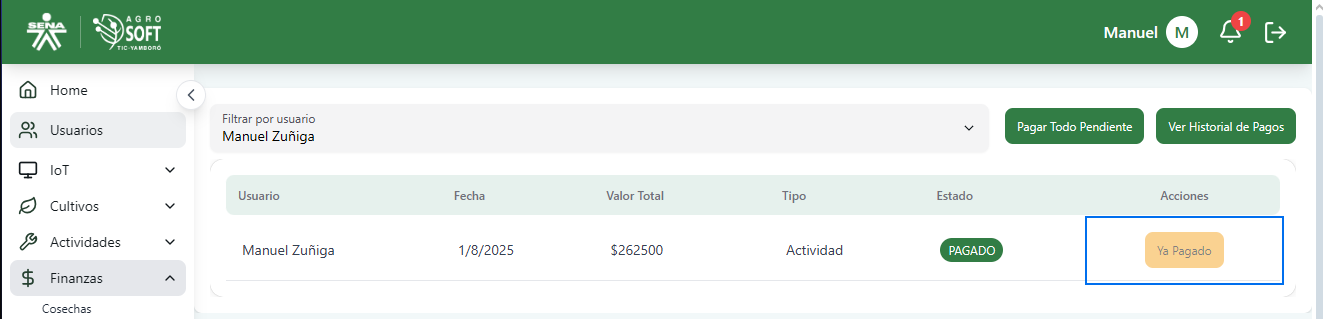 SENA
AGRO
SOFT
TIC-YAMBORÓ
Manuel
M
1
Home
Usuarios
IoT
Cultivos
Actividades
Finanzas
Cosechas
Filtrar por usuario
Manuel Zuñiga
Pagar Todo Pendiente
Ver Historial de Pagos
Usuario Fecha Valor Total Tipo Estado Acciones
Manuel Zuñiga 1/8/2025 $262500 Actividad PAGADO Ya Pagado